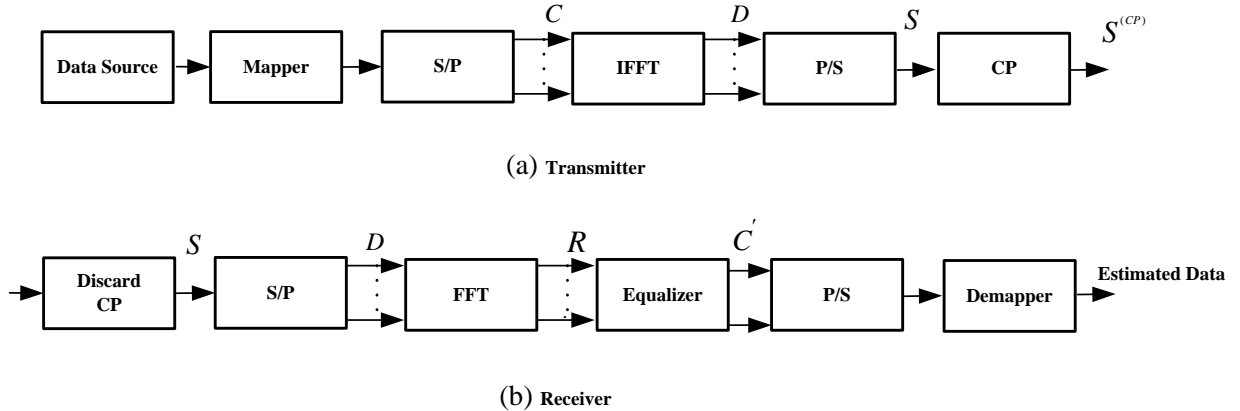 C D S S^(CP)
Data Source Mapper S/P IFFT P/S CP
(a) Transmitter
S D R C'
Discard CP S/P FFT Equalizer P/S Demapper Estimated Data
(b) Receiver